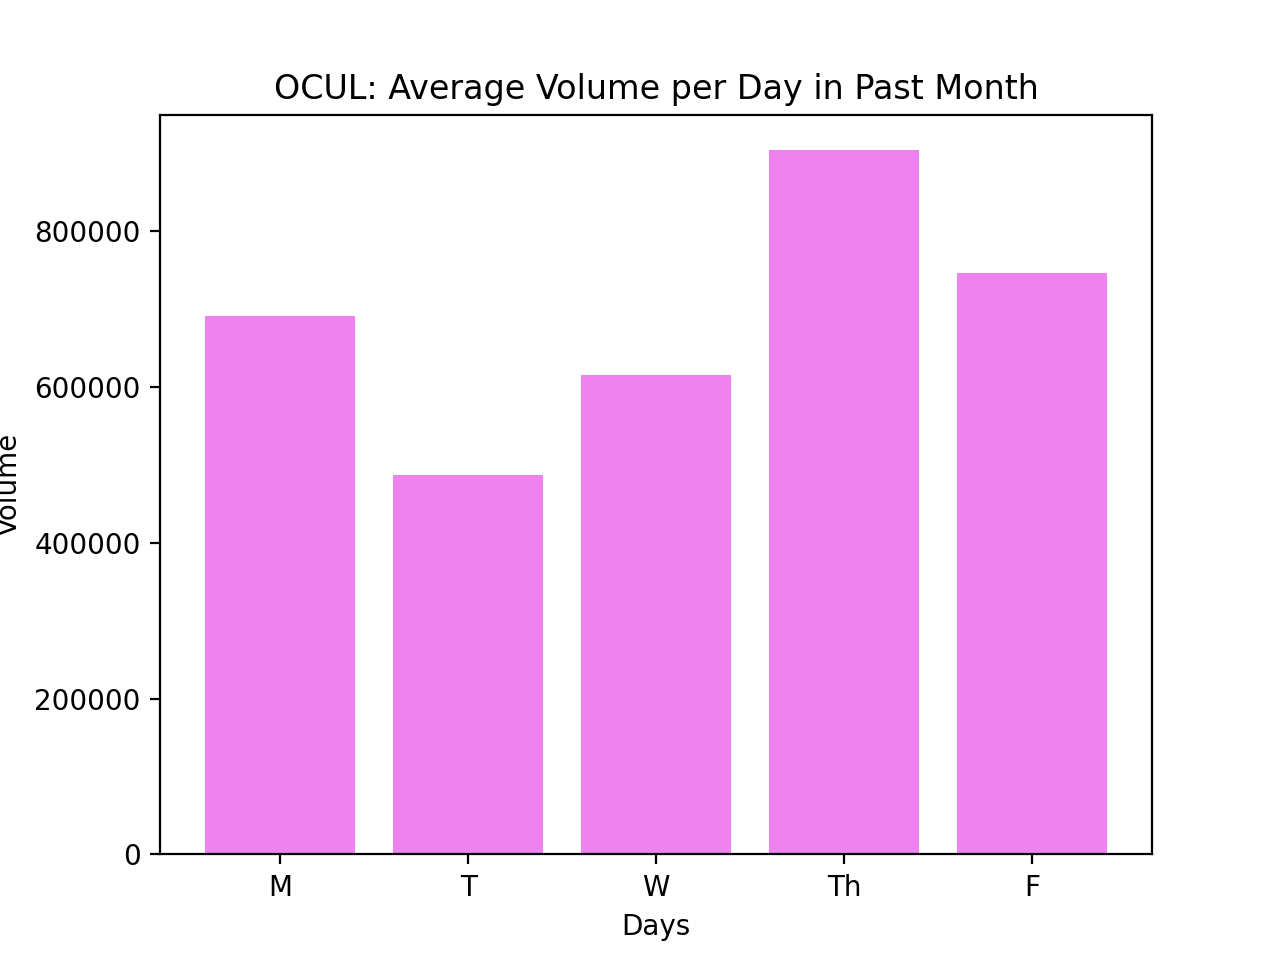 OCUL: Average Volume per Day in Past Month
Volume
800000
600000
400000
200000
0
M T W Th F
Days